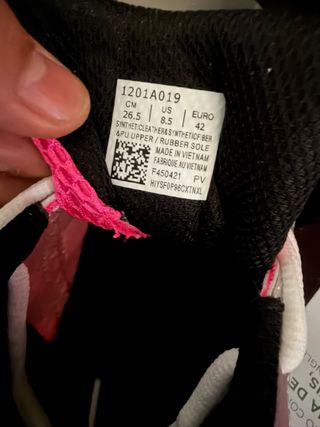 1201A019
CM | US | EURO
26.5 | 8.5 | 42
SYNTHETIC LEATHER& SYNTHETIC FIBER
&PU UPPER / RUBBER SOLE
MADE IN VIETNAM
FABRIQUE AU VIETNAM
F450421 PV
HIYSF0P96CXTNXL